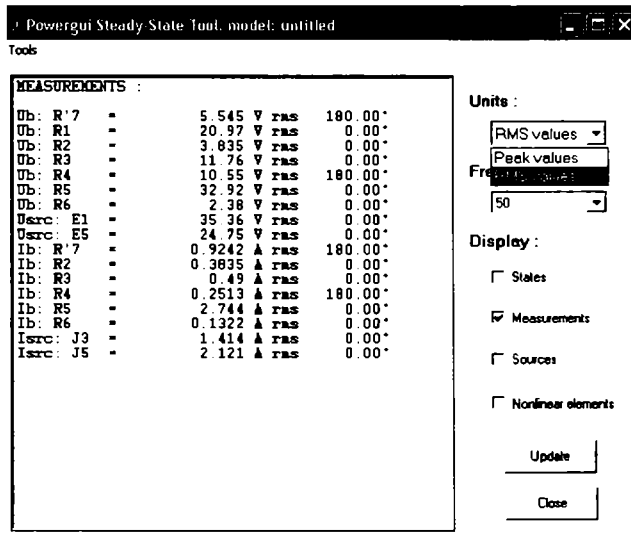 Powergui Steady-State Tool. model: untitled
Tools
MEASUREMENTS :
Ub: R'7 = 5.545 V rms 180.00°
Ub: R1 = 20.97 V rms 0.00°
Ub: R2 = 3.835 V rms 0.00°
Ub: R3 = 11.76 V rms 0.00°
Ub: R4 = 10.55 V rms 180.00°
Ub: R5 = 32.92 V rms 0.00°
Ub: R6 = 2.38 V rms 0.00°
Usrc: E1 = 35.36 V rms 0.00°
Usrc: E5 = 24.75 V rms 0.00°
Ib: R'7 = 0.9242 A rms 180.00°
Ib: R2 = 0.3835 A rms 0.00°
Ib: R3 = 0.49 A rms 0.00°
Ib: R4 = 0.2513 A rms 180.00°
Ib: R5 = 2.744 A rms 0.00°
Ib: R6 = 0.1322 A rms 0.00°
Isrc: J3 = 1.414 A rms 0.00°
Isrc: J5 = 2.121 A rms 0.00°
Units :
RMS values
Peak values
50
Display :
States
Measurements
Sources
Nonlinear elements
Update
Close